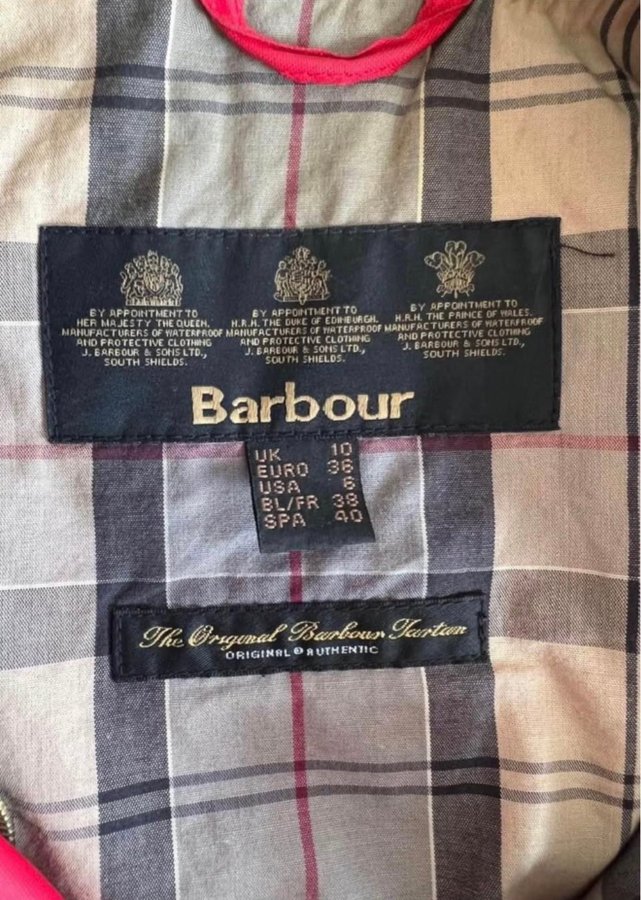 BY APPOINTMENT TO
HER MAJESTY THE QUEEN.
MANUFACTURERS OF WATERPROOF
AND PROTECTIVE CLOTHING
J. BARBOUR & SONS LTD.,
SOUTH SHIELDS.
BY APPOINTMENT TO
H.R.H. THE DUKE OF EDINBURGH.
MANUFACTURERS OF WATERPROOF
AND PROTECTIVE CLOTHING
J. BARBOUR & SONS LTD.,
SOUTH SHIELDS.
BY APPOINTMENT TO
H.R.H. THE PRINCE OF WALES.
MANUFACTURERS OF WATERPROOF
AND PROTECTIVE CLOTHING
J. BARBOUR & SONS LTD.,
SOUTH SHIELDS.
Barbour
UK 10
EURO 36
USA 6
BL/FR 38
SPA 40
The Original Barbour Tartan
ORIGINAL & AUTHENTIC